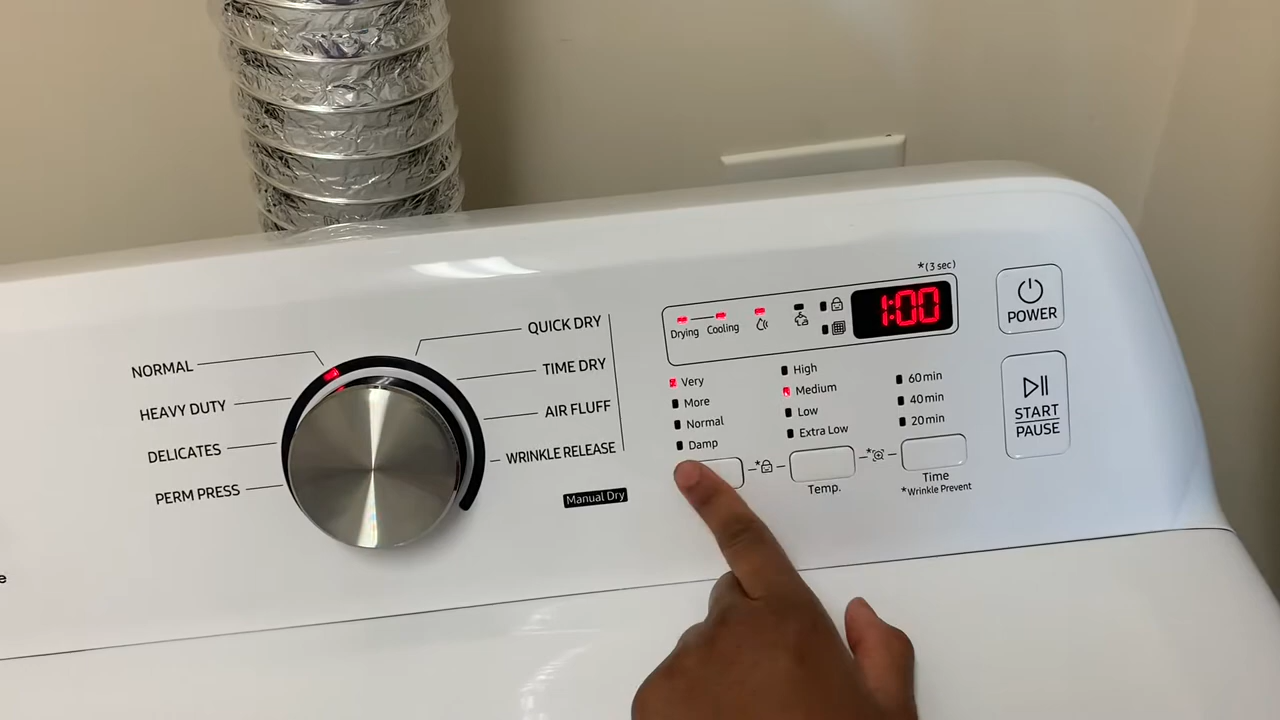 NORMAL
HEAVY DUTY
DELICATES
PERM PRESS
QUICK DRY
TIME DRY
AIR FLUFF
WRINKLE RELEASE
Manual Dry
*(3 sec)
Drying
Cooling
1:00
Very
More
Normal
Damp
High
Medium
Low
Extra Low
*
Temp.
60min
40min
20min
*
Time
*Wrinkle Prevent
POWER
START
PAUSE
e